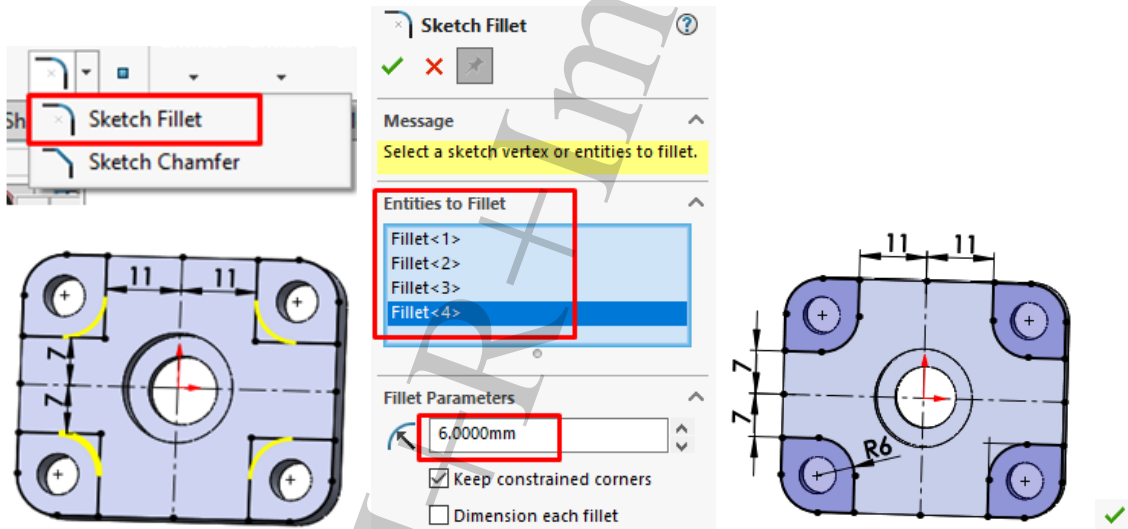 Sketch Fillet
Sketch Chamfer
Sh
11 11
7
7
Sketch Fillet
Message
Select a sketch vertex or entities to fillet.
Entities to Fillet
Fillet<1>
Fillet<2>
Fillet<3>
Fillet<4>
Fillet Parameters
6.0000mm
Keep constrained corners
Dimension each fillet
11 11
7
7
R6